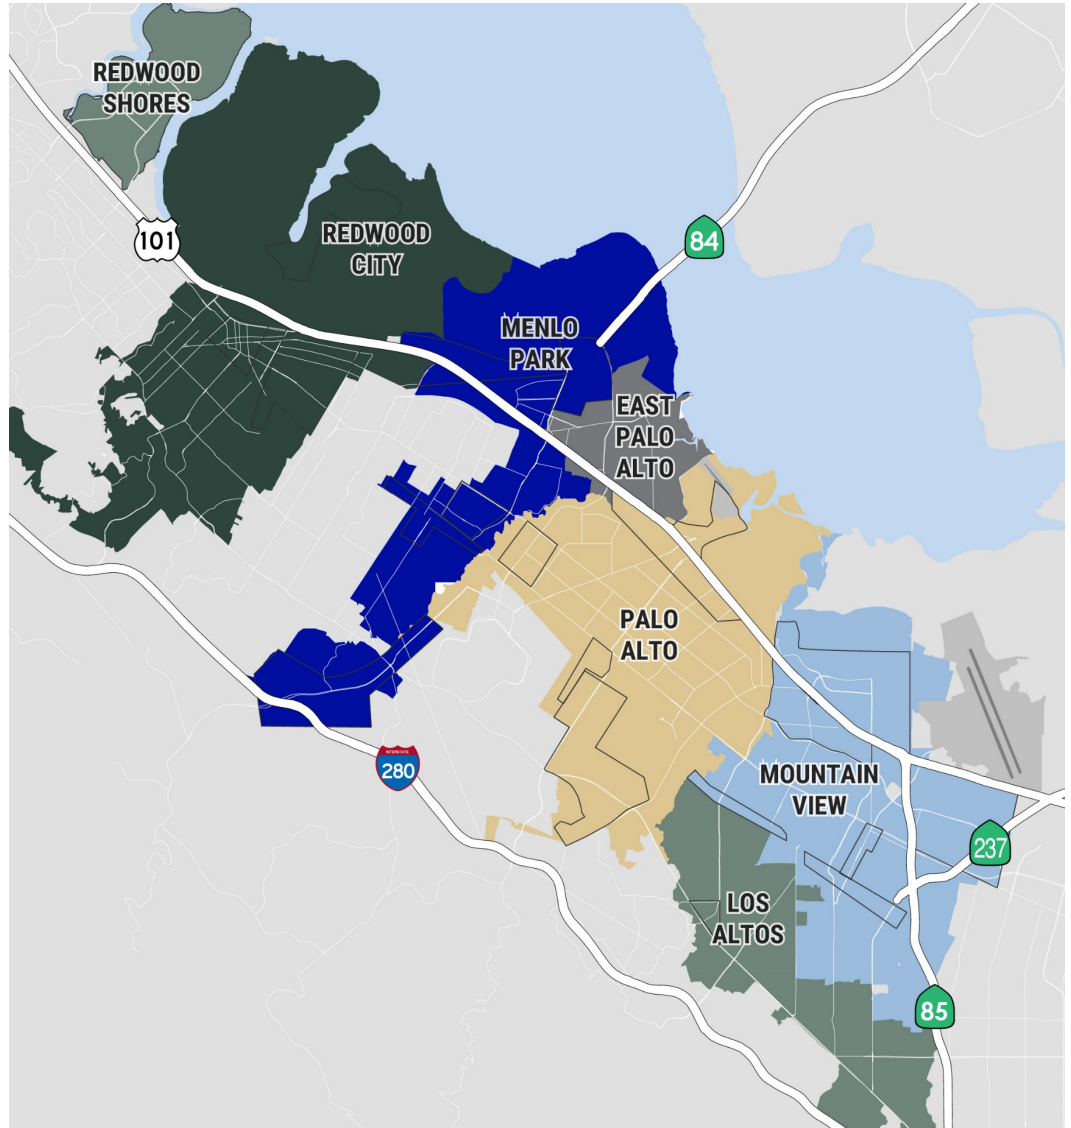 REDWOOD
SHORES
101
REDWOOD
CITY
84
MENLO
PARK
EAST
PALO
ALTO
PALO
ALTO
INTERSTATE
280
MOUNTAIN
VIEW
237
LOS
ALTOS
85